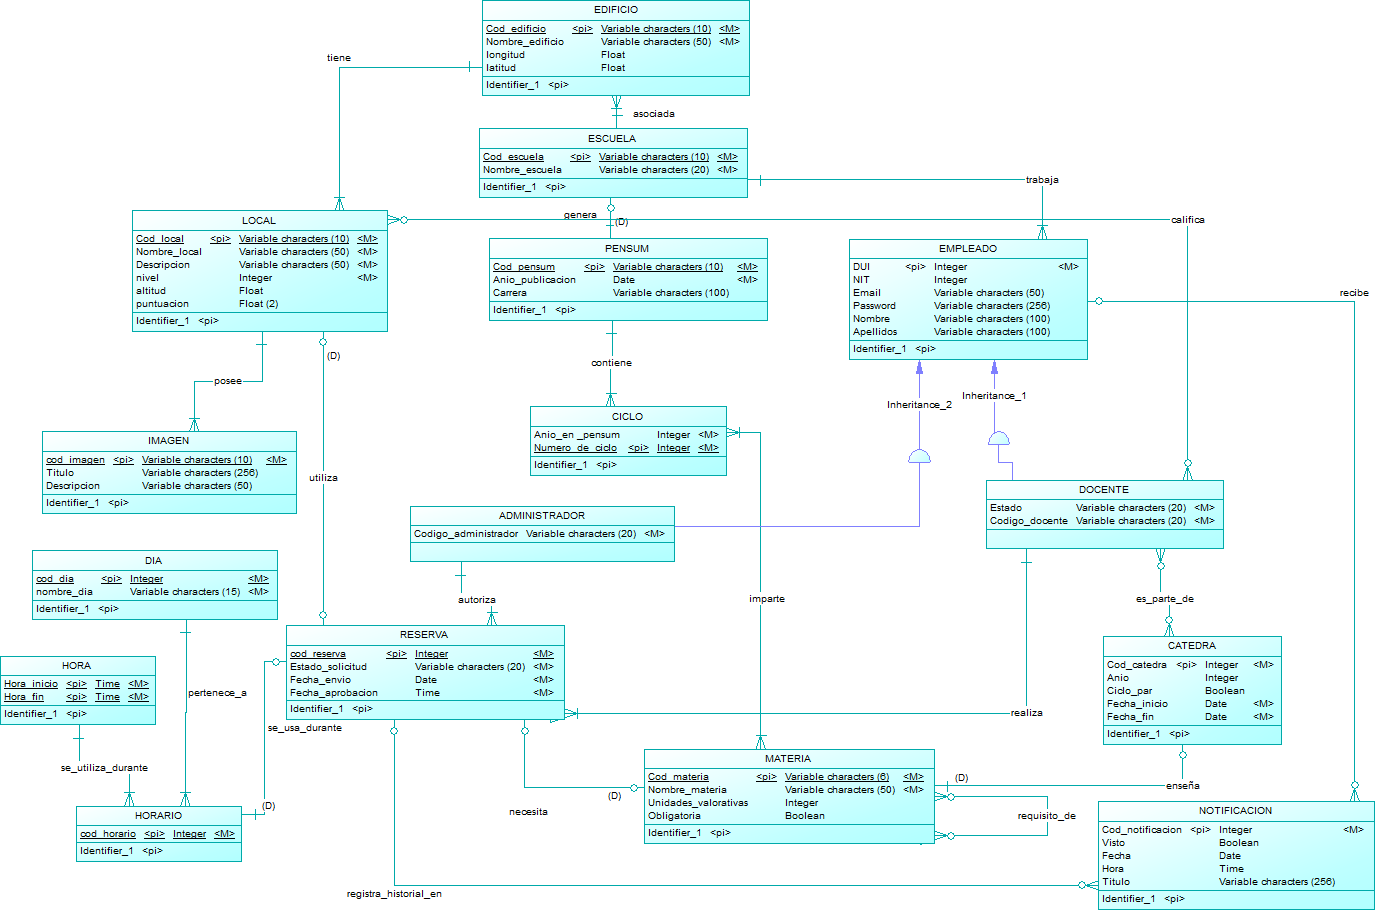 EDIFICIO
Cod_edificio <pi> Variable characters (10) <M>
Nombre_edificio Variable characters (50) <M>
longitud Float
latitud Float
Identifier_1 <pi>
tiene
asociada
ESCUELA
Cod_escuela <pi> Variable characters (10) <M>
Nombre_escuela Variable characters (20) <M>
Identifier_1 <pi>
trabaja
genera
(D)
califica
LOCAL
Cod_local <pi> Variable characters (10) <M>
Nombre_local Variable characters (50) <M>
Descripcion Variable characters (50) <M>
nivel Integer <M>
altitud Float
puntuacion Float (2)
Identifier_1 <pi>
PENSUM
Cod_pensum <pi> Variable characters (10) <M>
Anio_publicacion Date <M>
Carrera Variable characters (100)
Identifier_1 <pi>
EMPLEADO
DUI <pi> Integer <M>
NIT Integer
Email Variable characters (50)
Password Variable characters (256)
Nombre Variable characters (100)
Apellidos Variable characters (100)
Identifier_1 <pi>
recibe
(D)
contiene
posee
Inheritance_2
Inheritance_1
CICLO
Anio_en _pensum Integer <M>
Numero_de_ciclo <pi> Integer <M>
Identifier_1 <pi>
IMAGEN
cod_imagen <pi> Variable characters (10) <M>
Titulo Variable characters (256)
Descripcion Variable characters (50)
Identifier_1 <pi>
utiliza
DOCENTE
Estado Variable characters (20) <M>
Codigo_docente Variable characters (20) <M>
ADMINISTRADOR
Codigo_administrador Variable characters (20) <M>
DIA
cod_dia <pi> Integer <M>
nombre_dia Variable characters (15) <M>
Identifier_1 <pi>
autoriza
imparte
es_parte_de
RESERVA
cod_reserva <pi> Integer <M>
Estado_solicitud Variable characters (20) <M>
Fecha_envio Date <M>
Fecha_aprobacion Time <M>
Identifier_1 <pi>
CATEDRA
Cod_catedra <pi> Integer <M>
Anio Integer
Ciclo_par Boolean
Fecha_inicio Date <M>
Fecha_fin Date <M>
Identifier_1 <pi>
HORA
Hora_inicio <pi> Time <M>
Hora_fin <pi> Time <M>
Identifier_1 <pi>
pertenece_a
se_usa_durante
realiza
se_utiliza_durante
MATERIA
Cod_materia <pi> Variable characters (6) <M>
Nombre_materia Variable characters (50) <M>
Unidades_valorativas Integer
Obligatoria Boolean
Identifier_1 <pi>
(D)
enseña
(D)
necesita
requisito_de
(D)
HORARIO
cod_horario <pi> Integer <M>
Identifier_1 <pi>
NOTIFICACION
Cod_notificacion <pi> Integer <M>
Visto Boolean
Fecha Date
Hora Time
Titulo Variable characters (256)
Identifier_1 <pi>
registra_historial_en